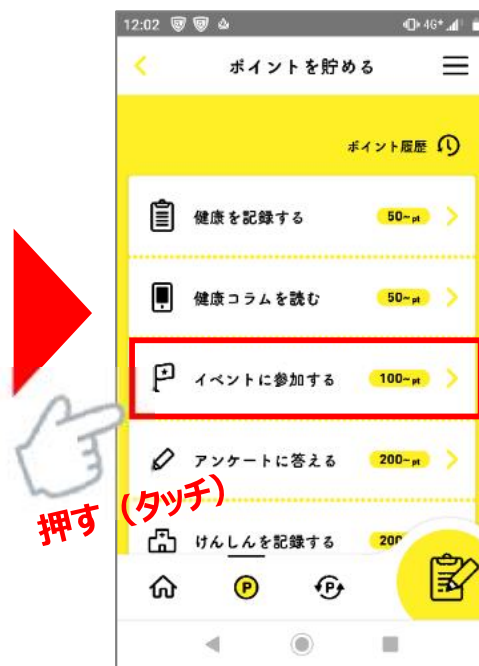 12:02
4G+
ポイントを貯める
ポイント履歴
健康を記録する 50~pt
健康コラムを読む 50~pt
イベントに参加する 100~pt
アンケートに答える 200~pt
押す（タッチ）
けんしんを記録する 200
P
P